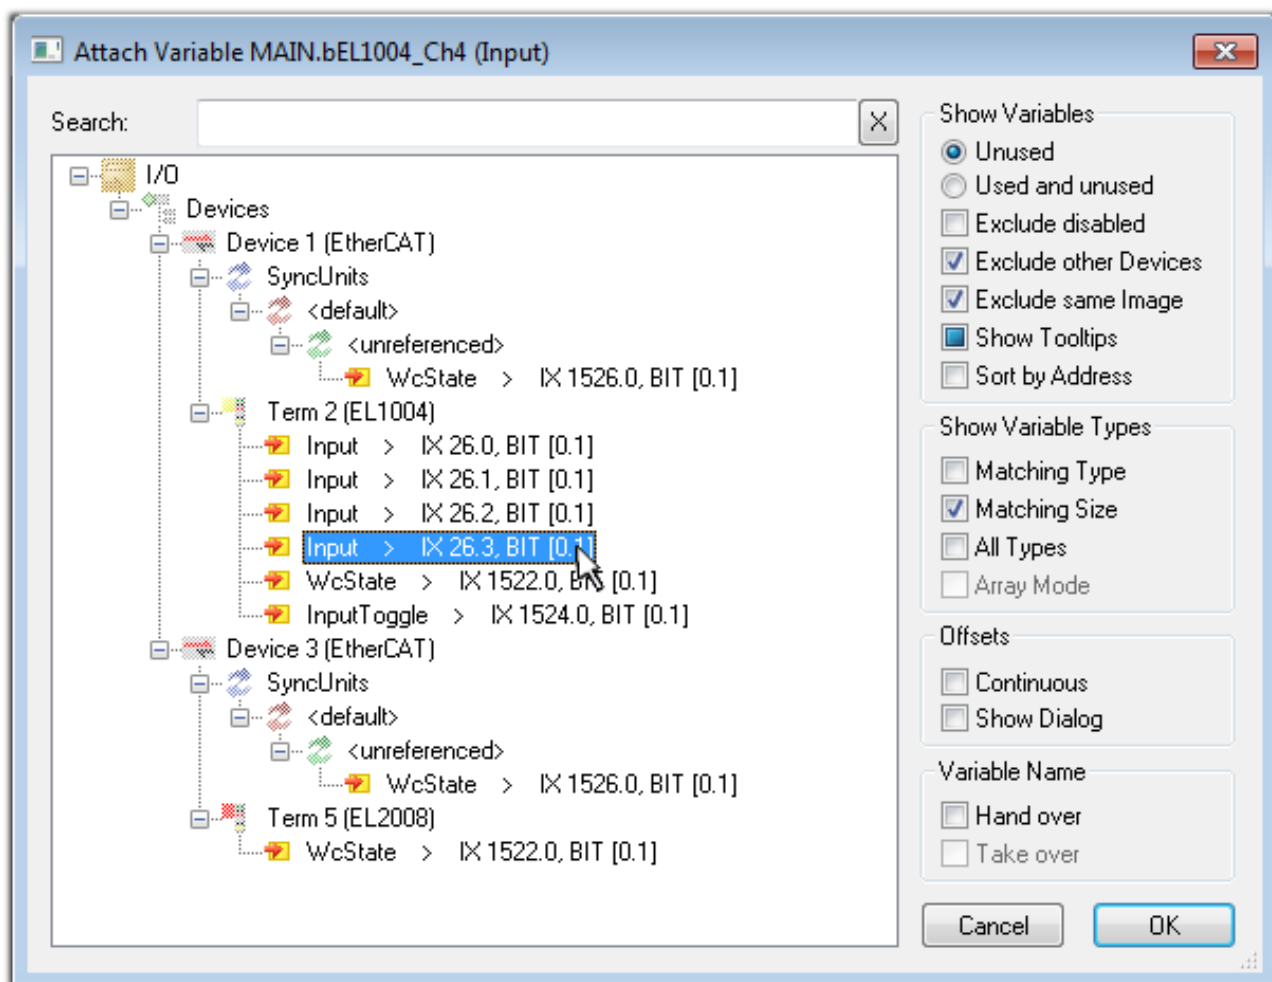 Attach Variable MAIN.bEL1004_Ch4 (Input)
Search:
X
I/O
Devices
Device 1 (EtherCAT)
SyncUnits
<default>
<unreferenced>
WcState > IX 1526.0, BIT [0.1]
Term 2 (EL1004)
Input > IX 26.0, BIT [0.1]
Input > IX 26.1, BIT [0.1]
Input > IX 26.2, BIT [0.1]
Input > IX 26.3, BIT [0.1]
WcState > IX 1522.0, BIT [0.1]
InputToggle > IX 1524.0, BIT [0.1]
Device 3 (EtherCAT)
SyncUnits
<default>
<unreferenced>
WcState > IX 1526.0, BIT [0.1]
Term 5 (EL2008)
WcState > IX 1522.0, BIT [0.1]
Show Variables
Unused
Used and unused
Exclude disabled
Exclude other Devices
Exclude same Image
Show Tooltips
Sort by Address
Show Variable Types
Matching Type
Matching Size
All Types
Array Mode
Offsets
Continuous
Show Dialog
Variable Name
Hand over
Take over
Cancel
OK